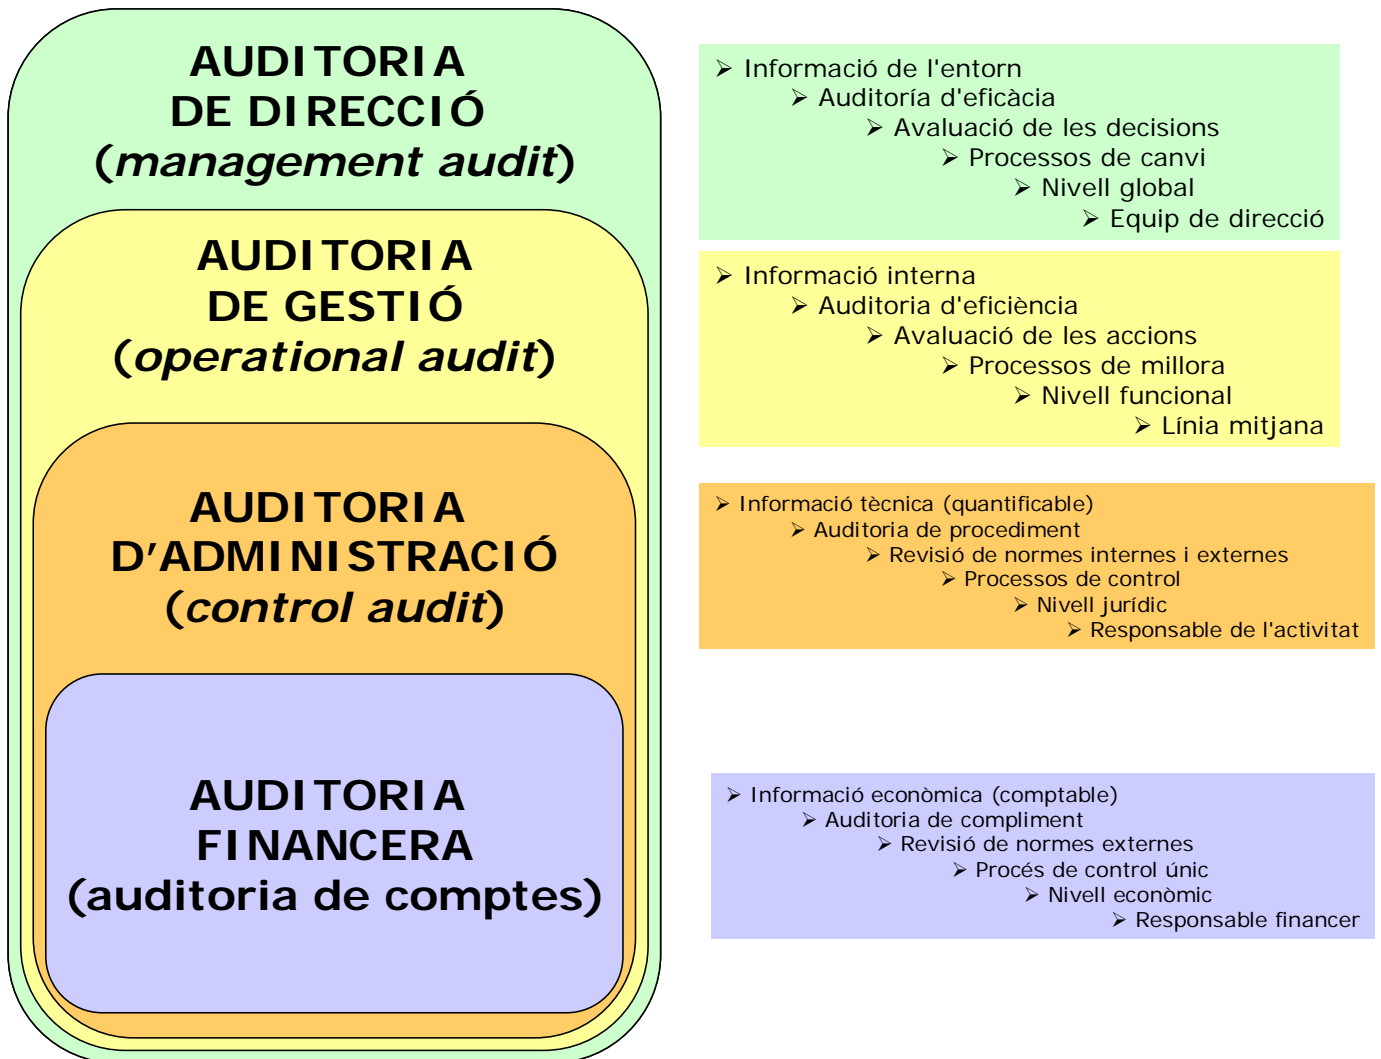 AUDITORIA
DE DIRECCIÓ
(management audit)
➢ Informació de l'entorn
➢ Auditoría d'eficàcia
➢ Avaluació de les decisions
➢ Processos de canvi
➢ Nivell global
➢ Equip de direcció
AUDITORIA
DE GESTIÓ
(operational audit)
➢ Informació interna
➢ Auditoria d'eficiència
➢ Avaluació de les accions
➢ Processos de millora
➢ Nivell funcional
➢ Línia mitjana
AUDITORIA
D’ADMINISTRACIÓ
(control audit)
➢ Informació tècnica (quantificable)
➢ Auditoria de procediment
➢ Revisió de normes internes i externes
➢ Processos de control
➢ Nivell jurídic
➢ Responsable de l'activitat
AUDITORIA
FINANCERA
(auditoria de comptes)
➢ Informació econòmica (comptable)
➢ Auditoria de compliment
➢ Revisió de normes externes
➢ Procés de control únic
➢ Nivell econòmic
➢ Responsable financer